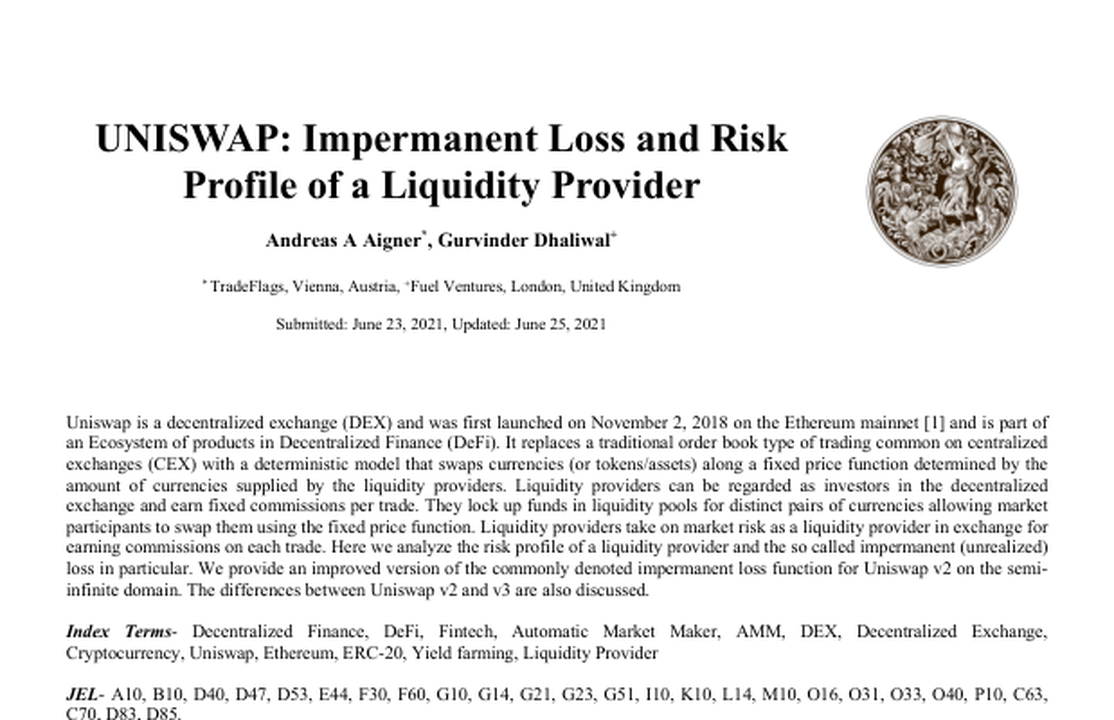 UNISWAP: Impermanent Loss and Risk
Profile of a Liquidity Provider
Andreas A Aigner*, Gurvinder Dhaliwal+
* TradeFlags, Vienna, Austria, +Fuel Ventures, London, United Kingdom
Submitted: June 23, 2021, Updated: June 25, 2021
Uniswap is a decentralized exchange (DEX) and was first launched on November 2, 2018 on the Ethereum mainnet [1] and is part of
an Ecosystem of products in Decentralized Finance (DeFi). It replaces a traditional order book type of trading common on centralized
exchanges (CEX) with a deterministic model that swaps currencies (or tokens/assets) along a fixed price function determined by the
amount of currencies supplied by the liquidity providers. Liquidity providers can be regarded as investors in the decentralized
exchange and earn fixed commissions per trade. They lock up funds in liquidity pools for distinct pairs of currencies allowing market
participants to swap them using the fixed price function. Liquidity providers take on market risk as a liquidity provider in exchange for
earning commissions on each trade. Here we analyze the risk profile of a liquidity provider and the so called impermanent (unrealized)
loss in particular. We provide an improved version of the commonly denoted impermanent loss function for Uniswap v2 on the semi-
infinite domain. The differences between Uniswap v2 and v3 are also discussed.
Index Terms- Decentralized Finance, DeFi, Fintech, Automatic Market Maker, AMM, DEX, Decentralized Exchange,
Cryptocurrency, Uniswap, Ethereum, ERC-20, Yield farming, Liquidity Provider
JEL- A10, B10, D40, D47, D53, E44, F30, F60, G10, G14, G21, G23, G51, I10, K10, L14, M10, O16, O31, O33, O40, P10, C63,
C70, D83, D85.